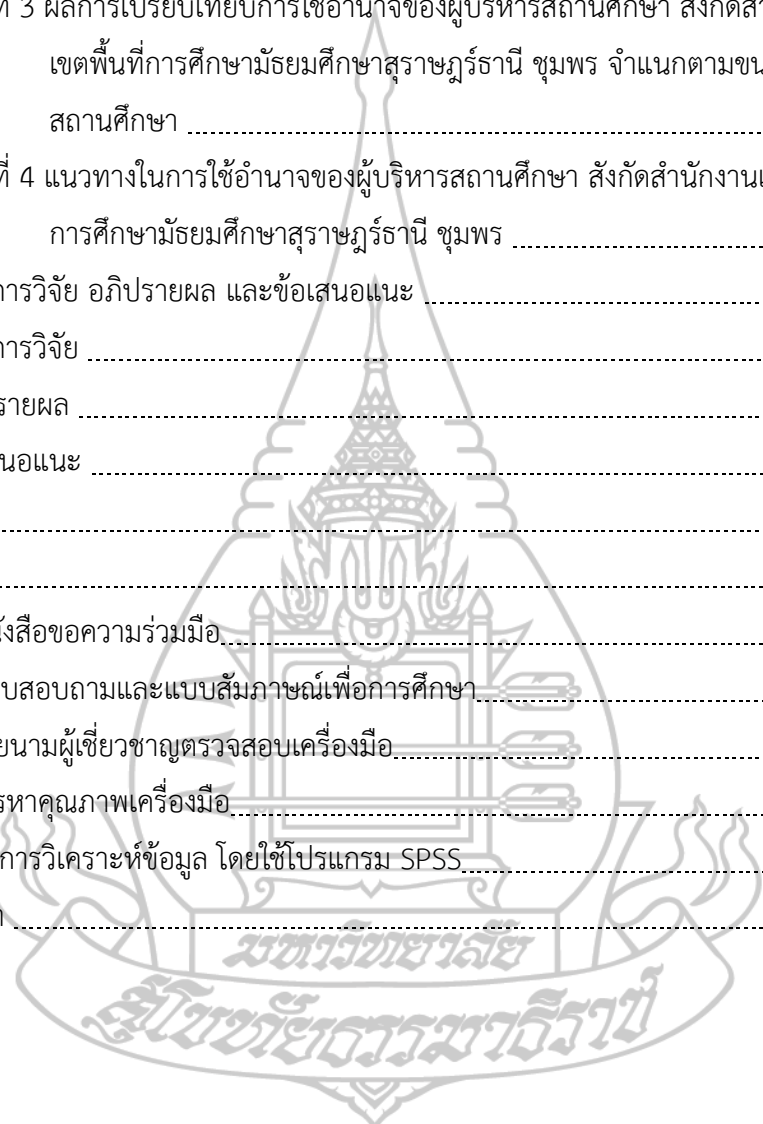 ที่ 3 ผลการเปรียบเทียบการใช้อำนาจของผู้บริหารสถานศึกษา สังกัดสำ
เขตพื้นที่การศึกษามัธยมศึกษาสุราษฎร์ธานี ชุมพร จำแนกตามขน
สถานศึกษา
ที่ 4 แนวทางในการใช้อำนาจของผู้บริหารสถานศึกษา สังกัดสำนักงานเ
การศึกษามัธยมศึกษาสุราษฎร์ธานี ชุมพร
การวิจัย อภิปรายผล และข้อเสนอแนะ
การวิจัย
รายผล
นอแนะ
นังสือขอความร่วมมือ
บสอบถามและแบบสัมภาษณ์เพื่อการศึกษา
ยนามผู้เชี่ยวชาญตรวจสอบเครื่องมือ
รหาคุณภาพเครื่องมือ
การวิเคราะห์ข้อมูล โดยใช้โปรแกรม SPSS
มหาวิทยาลัย
สุโขทัยธรรมาธิราช